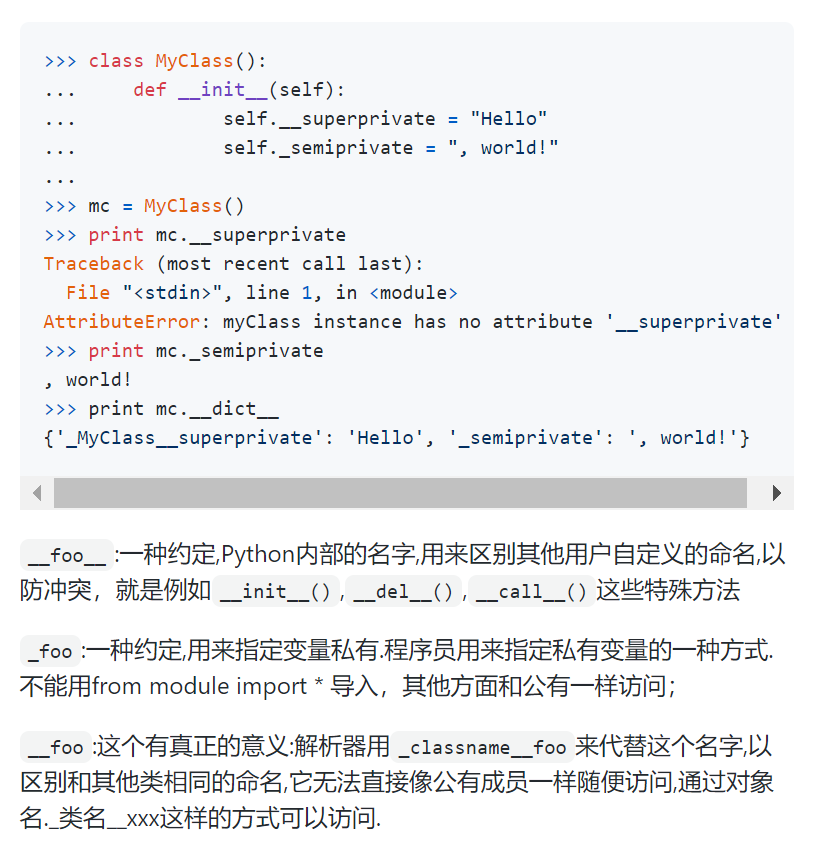 >>> class MyClass():
...     def __init__(self):
...             self.__superprivate = "Hello"
...             self._semiprivate = ", world!"
...
>>> mc = MyClass()
>>> print mc.__superprivate
Traceback (most recent call last):
  File "<stdin>", line 1, in <module>
AttributeError: myClass instance has no attribute '__superprivate'
>>> print mc._semiprivate
, world!
>>> print mc.__dict__
{'_MyClass__superprivate': 'Hello', '_semiprivate': ', world!'}
__foo__:一种约定,Python内部的名字,用来区别其他用户自定义的命名,以
防冲突，就是例如__init__(),__del__(),__call__()这些特殊方法
_foo:一种约定,用来指定变量私有.程序员用来指定私有变量的一种方式.
不能用from module import * 导入，其他方面和公有一样访问；
__foo:这个有真正的意义:解析器用_classname__foo来代替这个名字,以
区别和其他类相同的命名,它无法直接像公有成员一样随便访问,通过对象
名._类名__xxx这样的方式可以访问.